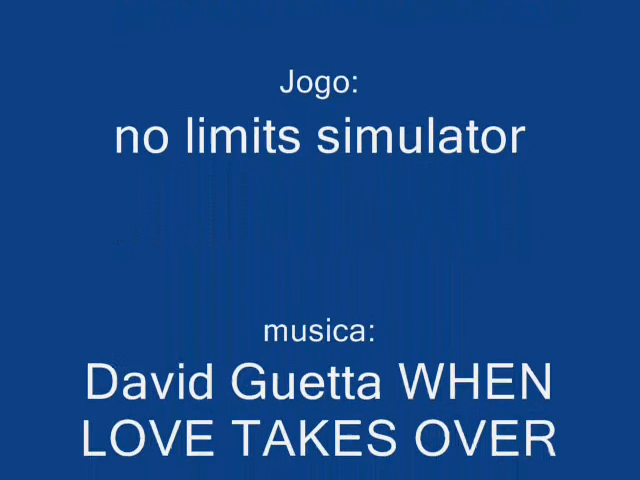 Jogo:
no limits simulator
musica:
David Guetta WHEN
LOVE TAKES OVER